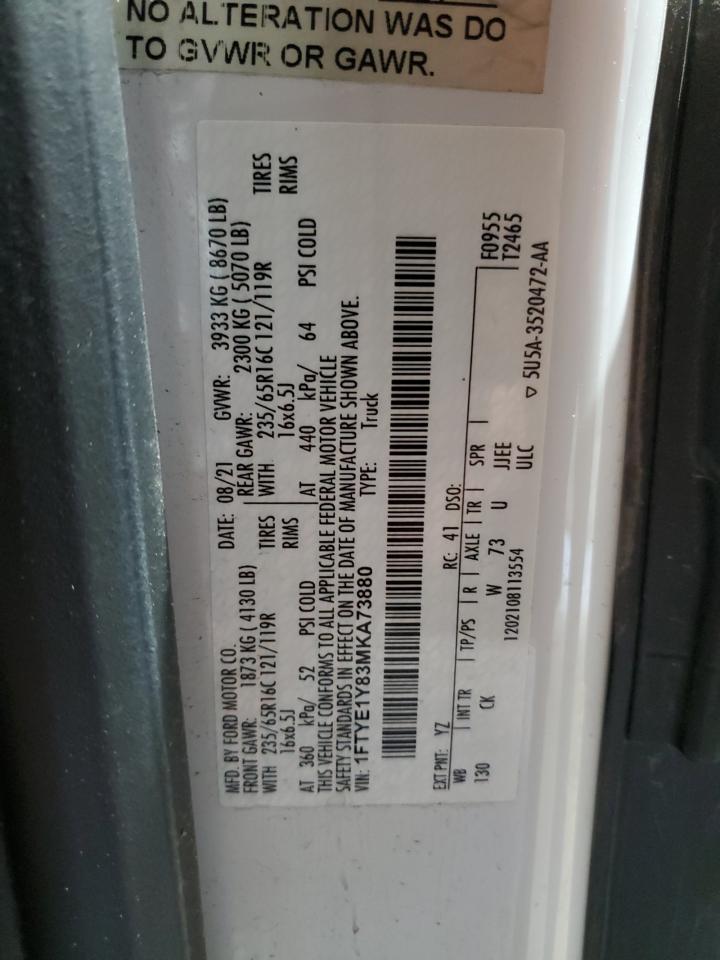 NO ALTERATION WAS DO
TO GVWR OR GAWR.
MFD. BY FORD MOTOR CO. DATE: 08/21 GVWR: 3933 KG ( 8670 LB)
FRONT GAWR: 1873 KG ( 4130 LB) REAR GAWR: 2300 KG ( 5070 LB)
WITH 235/65R16C 121/119R TIRES WITH 235/65R16C 121/119R TIRES
16x6.5J RIMS 16x6.5J RIMS
AT 360 kPa/ 52 PSI COLD AT 440 kPa/ 64 PSI COLD
THIS VEHICLE CONFORMS TO ALL APPLICABLE FEDERAL MOTOR VEHICLE
SAFETY STANDARDS IN EFFECT ON THE DATE OF MANUFACTURE SHOWN ABOVE.
VIN: 1FTYE1Y83MKA73880 TYPE: Truck
EXT PNT: YZ RC: 41 DSO: F0955
WB INT TR TP/PS R AXLE TR SPR T2465
130 CK W 73 U JJEE
1202108113554 ULC ▽ 5U5A-3520472-AA